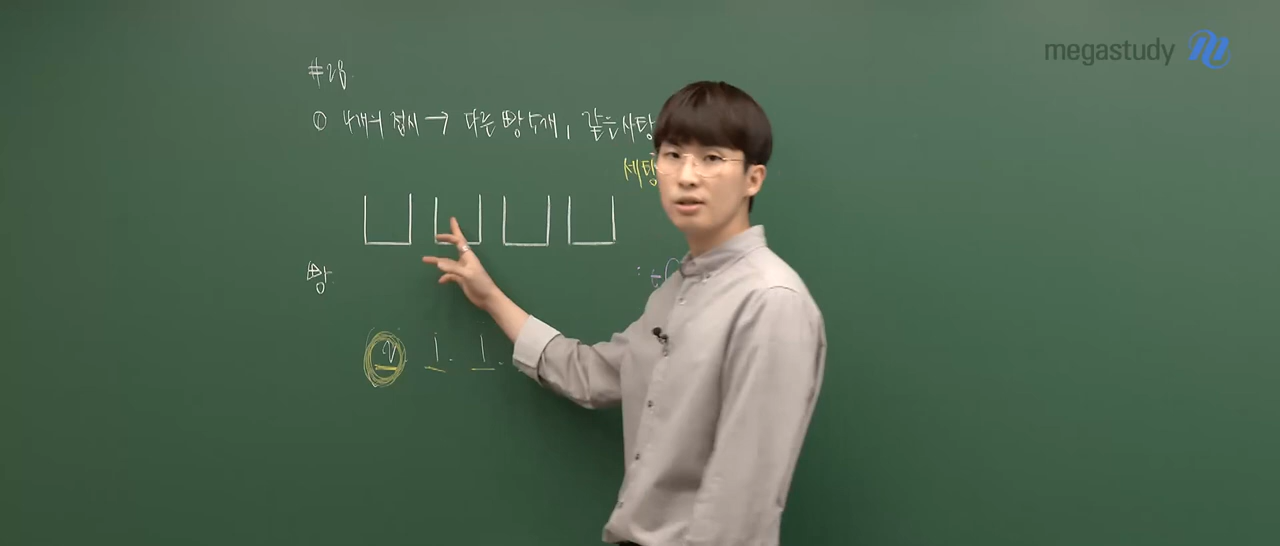 megastudy
#28.
① 4개의 접시 → 다른 빵 5개, 같은 사탕
세팅
빵.
2 1. 1.